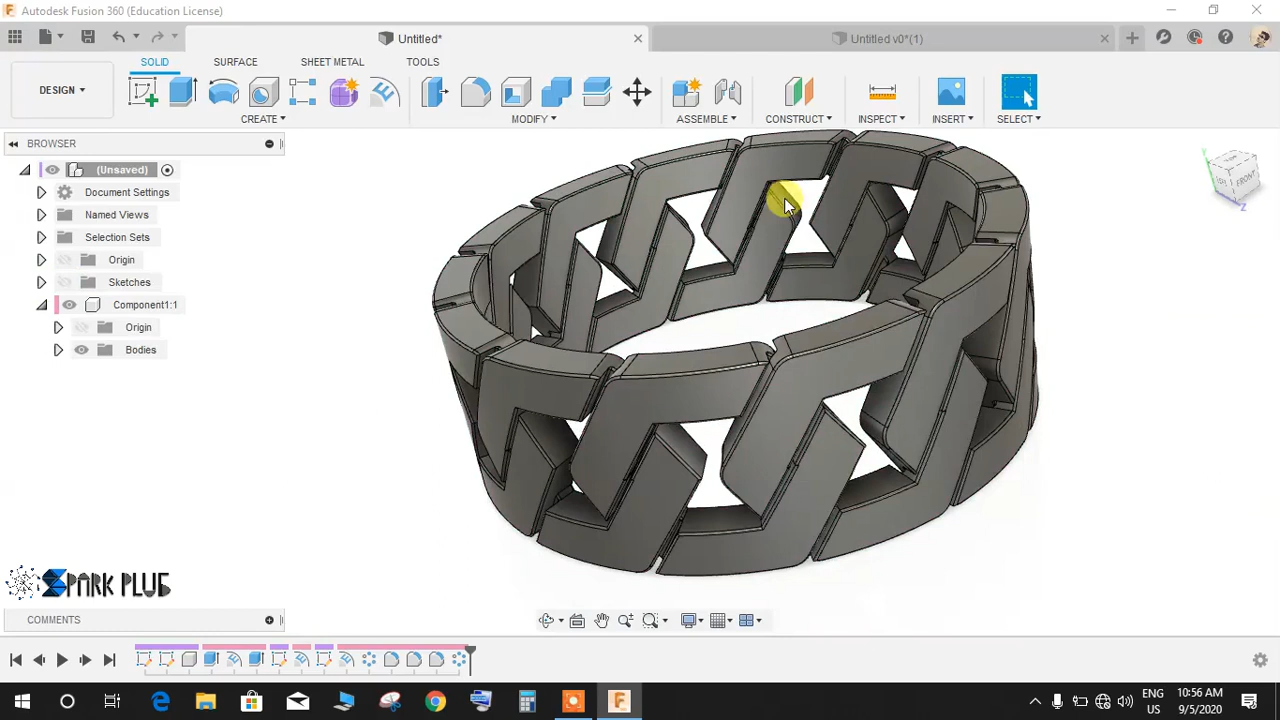 Autodesk Fusion 360 (Education License)
Untitled*
Untitled v0*(1)
SOLID SURFACE SHEET METAL TOOLS
DESIGN
CREATE MODIFY ASSEMBLE CONSTRUCT INSPECT INSERT SELECT
BROWSER
(Unsaved)
Document Settings
Named Views
Selection Sets
Origin
Sketches
Component1:1
Origin
Bodies
FRONT
Y
Z
SPARK PLUG
COMMENTS
ENG
US
10:56 AM
9/5/2020